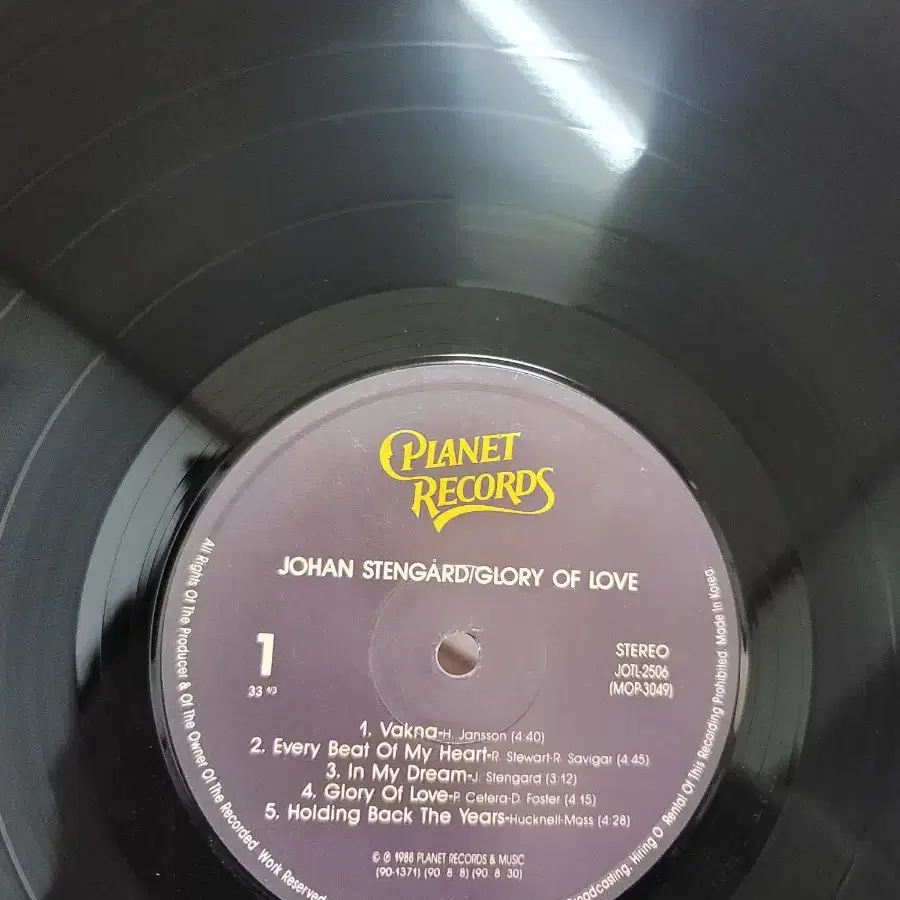 PLANET
RECORDS
JOHAN STENGÅRD/GLORY OF LOVE
1
33 1/3
STEREO
JOTL-2506
(MOP-3049)
1. Vakna-H. Jansson (4:40)
2. Every Beat Of My Heart-R. Stewart-R. Savigar (4:45)
3. In My Dream-J. Stengard (3:12)
4. Glory Of Love-P. Cetera-D. Foster (4:15)
5. Holding Back The Years-Hucknell-Moss (4:28)
© ℗ 1988 PLANET RECORDS & MUSIC
(90-1371) (90 8 8) (90 8 30)
All Rights Of The Producer & Of The Owner Of The Recorded Work Reserved
Broadcasting, Hiring O Rental Of This Recording Prohibited Made In Korea.